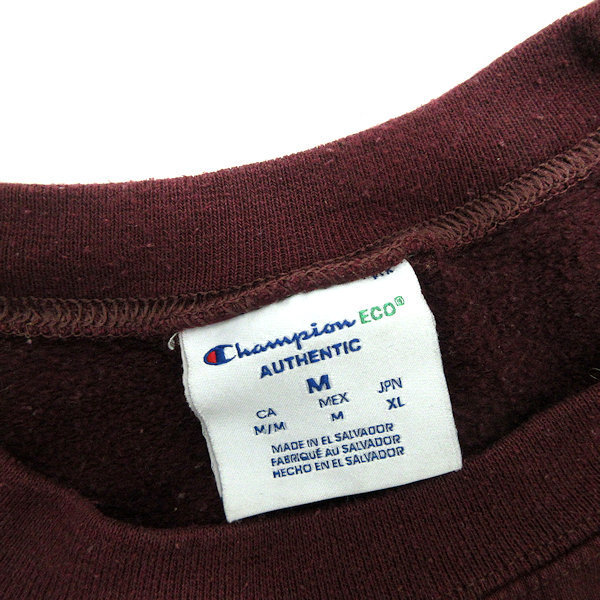 Champion ECO®
AUTHENTIC
M
CA MEX JPN
M/M M XL
MADE IN EL SALVADOR
FABRIQUÉ AU SALVADOR
HECHO EN EL SALVADOR